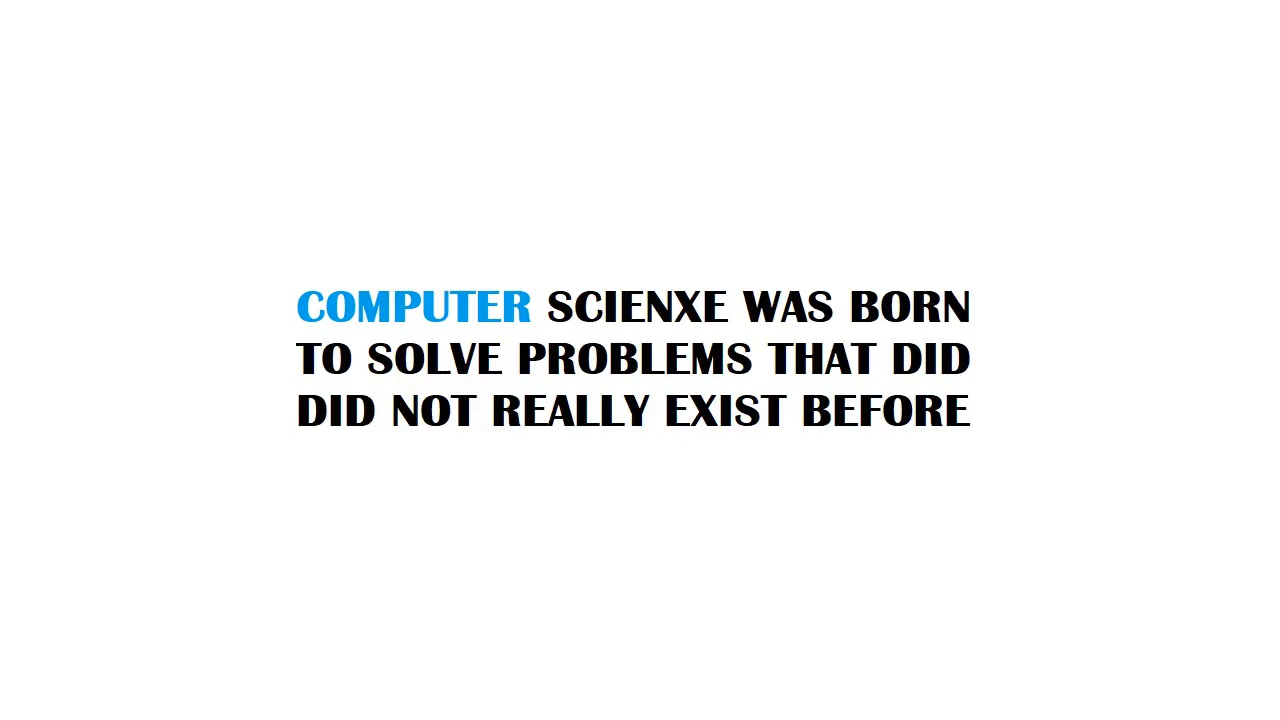 COMPUTER SCIENXE WAS BORN
TO SOLVE PROBLEMS THAT DID
DID NOT REALLY EXIST BEFORE